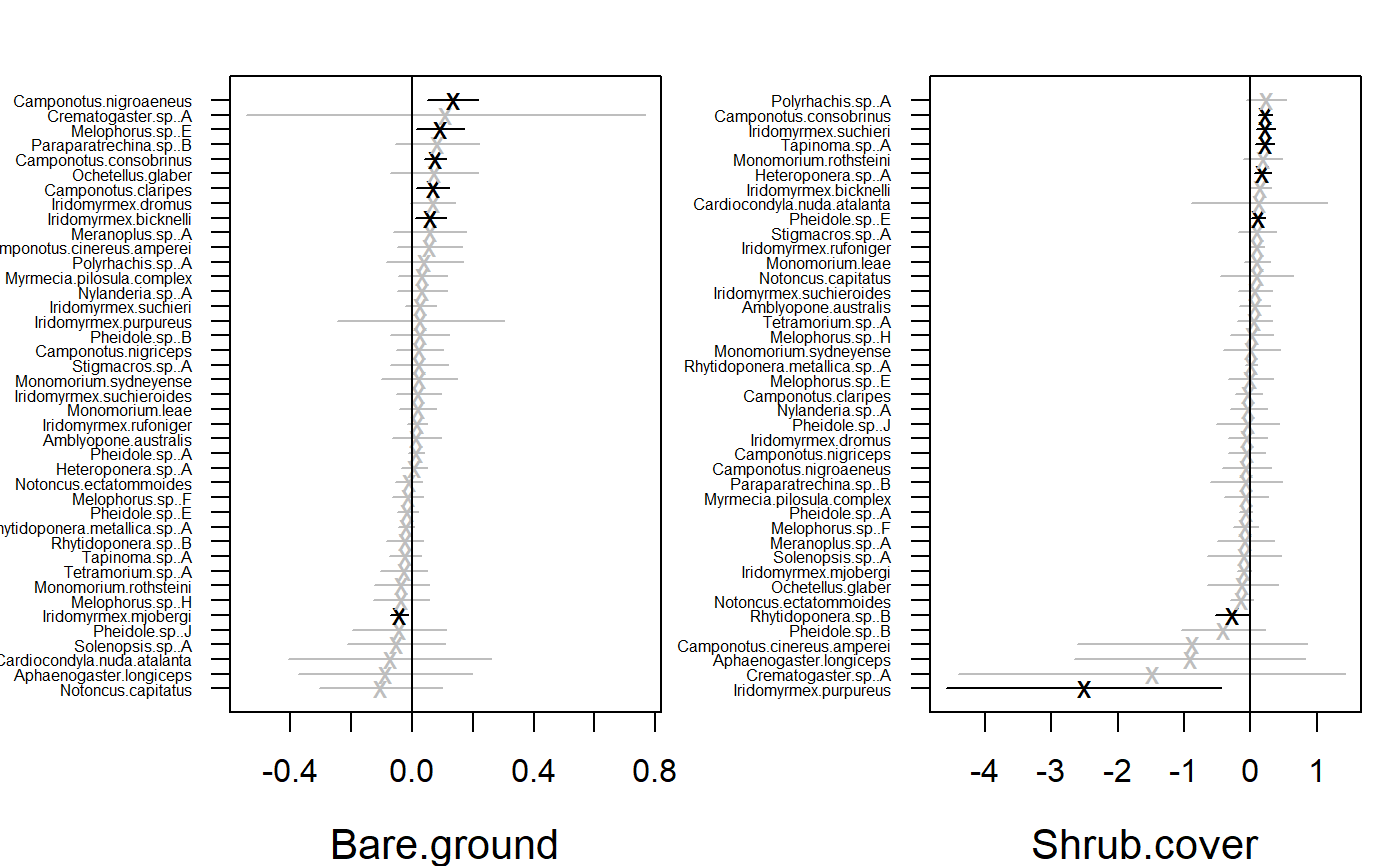 Camponotus.nigroaeneus
Crematogaster.sp..A
Melophorus.sp..E
Paraparatrechina.sp..B
Camponotus.consobrinus
Ochetellus.glaber
Camponotus.claripes
Iridomyrmex.dromus
Iridomyrmex.bicknelli
Meranoplus.sp..A
mponotus.cinereus.amperei
Polyrhachis.sp..A
Myrmecia.pilosula.complex
Nylanderia.sp..A
Iridomyrmex.suchieri
Iridomyrmex.purpureus
Pheidole.sp..B
Camponotus.nigriceps
Stigmacros.sp..A
Monomorium.sydneyense
Iridomyrmex.suchieroides
Monomorium.leae
Iridomyrmex.rufoniger
Amblyopone.australis
Pheidole.sp..A
Heteroponera.sp..A
Notoncus.ectatommoides
Melophorus.sp..F
Pheidole.sp..E
hytidoponera.metallica.sp..A
Rhytidoponera.sp..B
Tapinoma.sp..A
Tetramorium.sp..A
Monomorium.rothsteini
Melophorus.sp..H
Iridomyrmex.mjobergi
Pheidole.sp..J
Solenopsis.sp..A
Cardiocondyla.nuda.atalanta
Aphaenogaster.longiceps
Notoncus.capitatus
-0.4 0.0 0.4 0.8
Bare.ground
Polyrhachis.sp..A
Camponotus.consobrinus
Iridomyrmex.suchieri
Tapinoma.sp..A
Monomorium.rothsteini
Heteroponera.sp..A
Iridomyrmex.bicknelli
Cardiocondyla.nuda.atalanta
Pheidole.sp..E
Stigmacros.sp..A
Iridomyrmex.rufoniger
Monomorium.leae
Notoncus.capitatus
Iridomyrmex.suchieroides
Amblyopone.australis
Tetramorium.sp..A
Melophorus.sp..H
Monomorium.sydneyense
Rhytidoponera.metallica.sp..A
Melophorus.sp..E
Camponotus.claripes
Nylanderia.sp..A
Pheidole.sp..J
Iridomyrmex.dromus
Camponotus.nigriceps
Camponotus.nigroaeneus
Paraparatrechina.sp..B
Myrmecia.pilosula.complex
Pheidole.sp..A
Melophorus.sp..F
Meranoplus.sp..A
Solenopsis.sp..A
Iridomyrmex.mjobergi
Ochetellus.glaber
Notoncus.ectatommoides
Rhytidoponera.sp..B
Pheidole.sp..B
Camponotus.cinereus.amperei
Aphaenogaster.longiceps
Crematogaster.sp..A
Iridomyrmex.purpureus
-4 -3 -2 -1 0 1
Shrub.cover